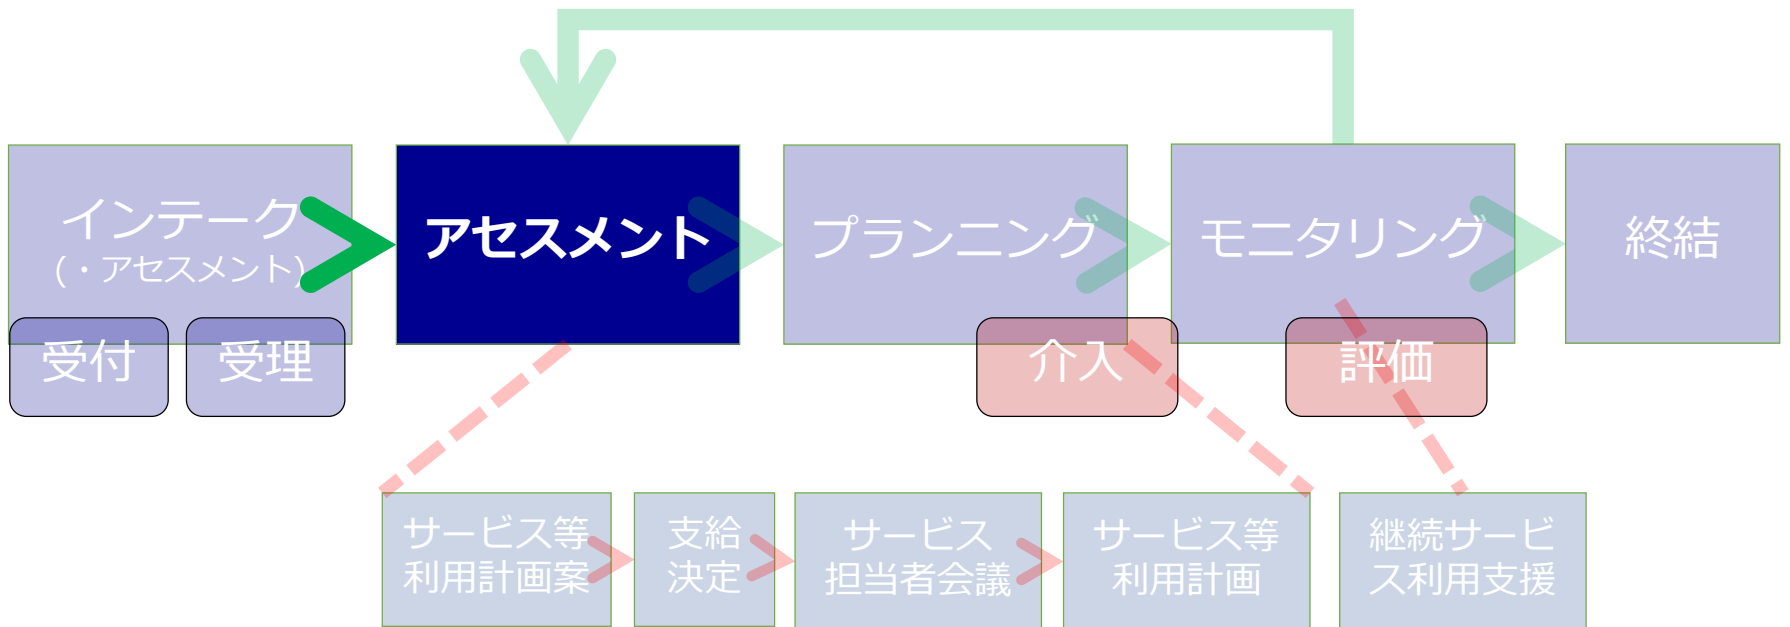 インテーク
(・アセスメント)
アセスメント
プランニング
モニタリング
終結
受付
受理
介入
評価
サービス等
利用計画案
支給
決定
サービス
担当者会議
サービス等
利用計画
継続サービ
ス利用支援